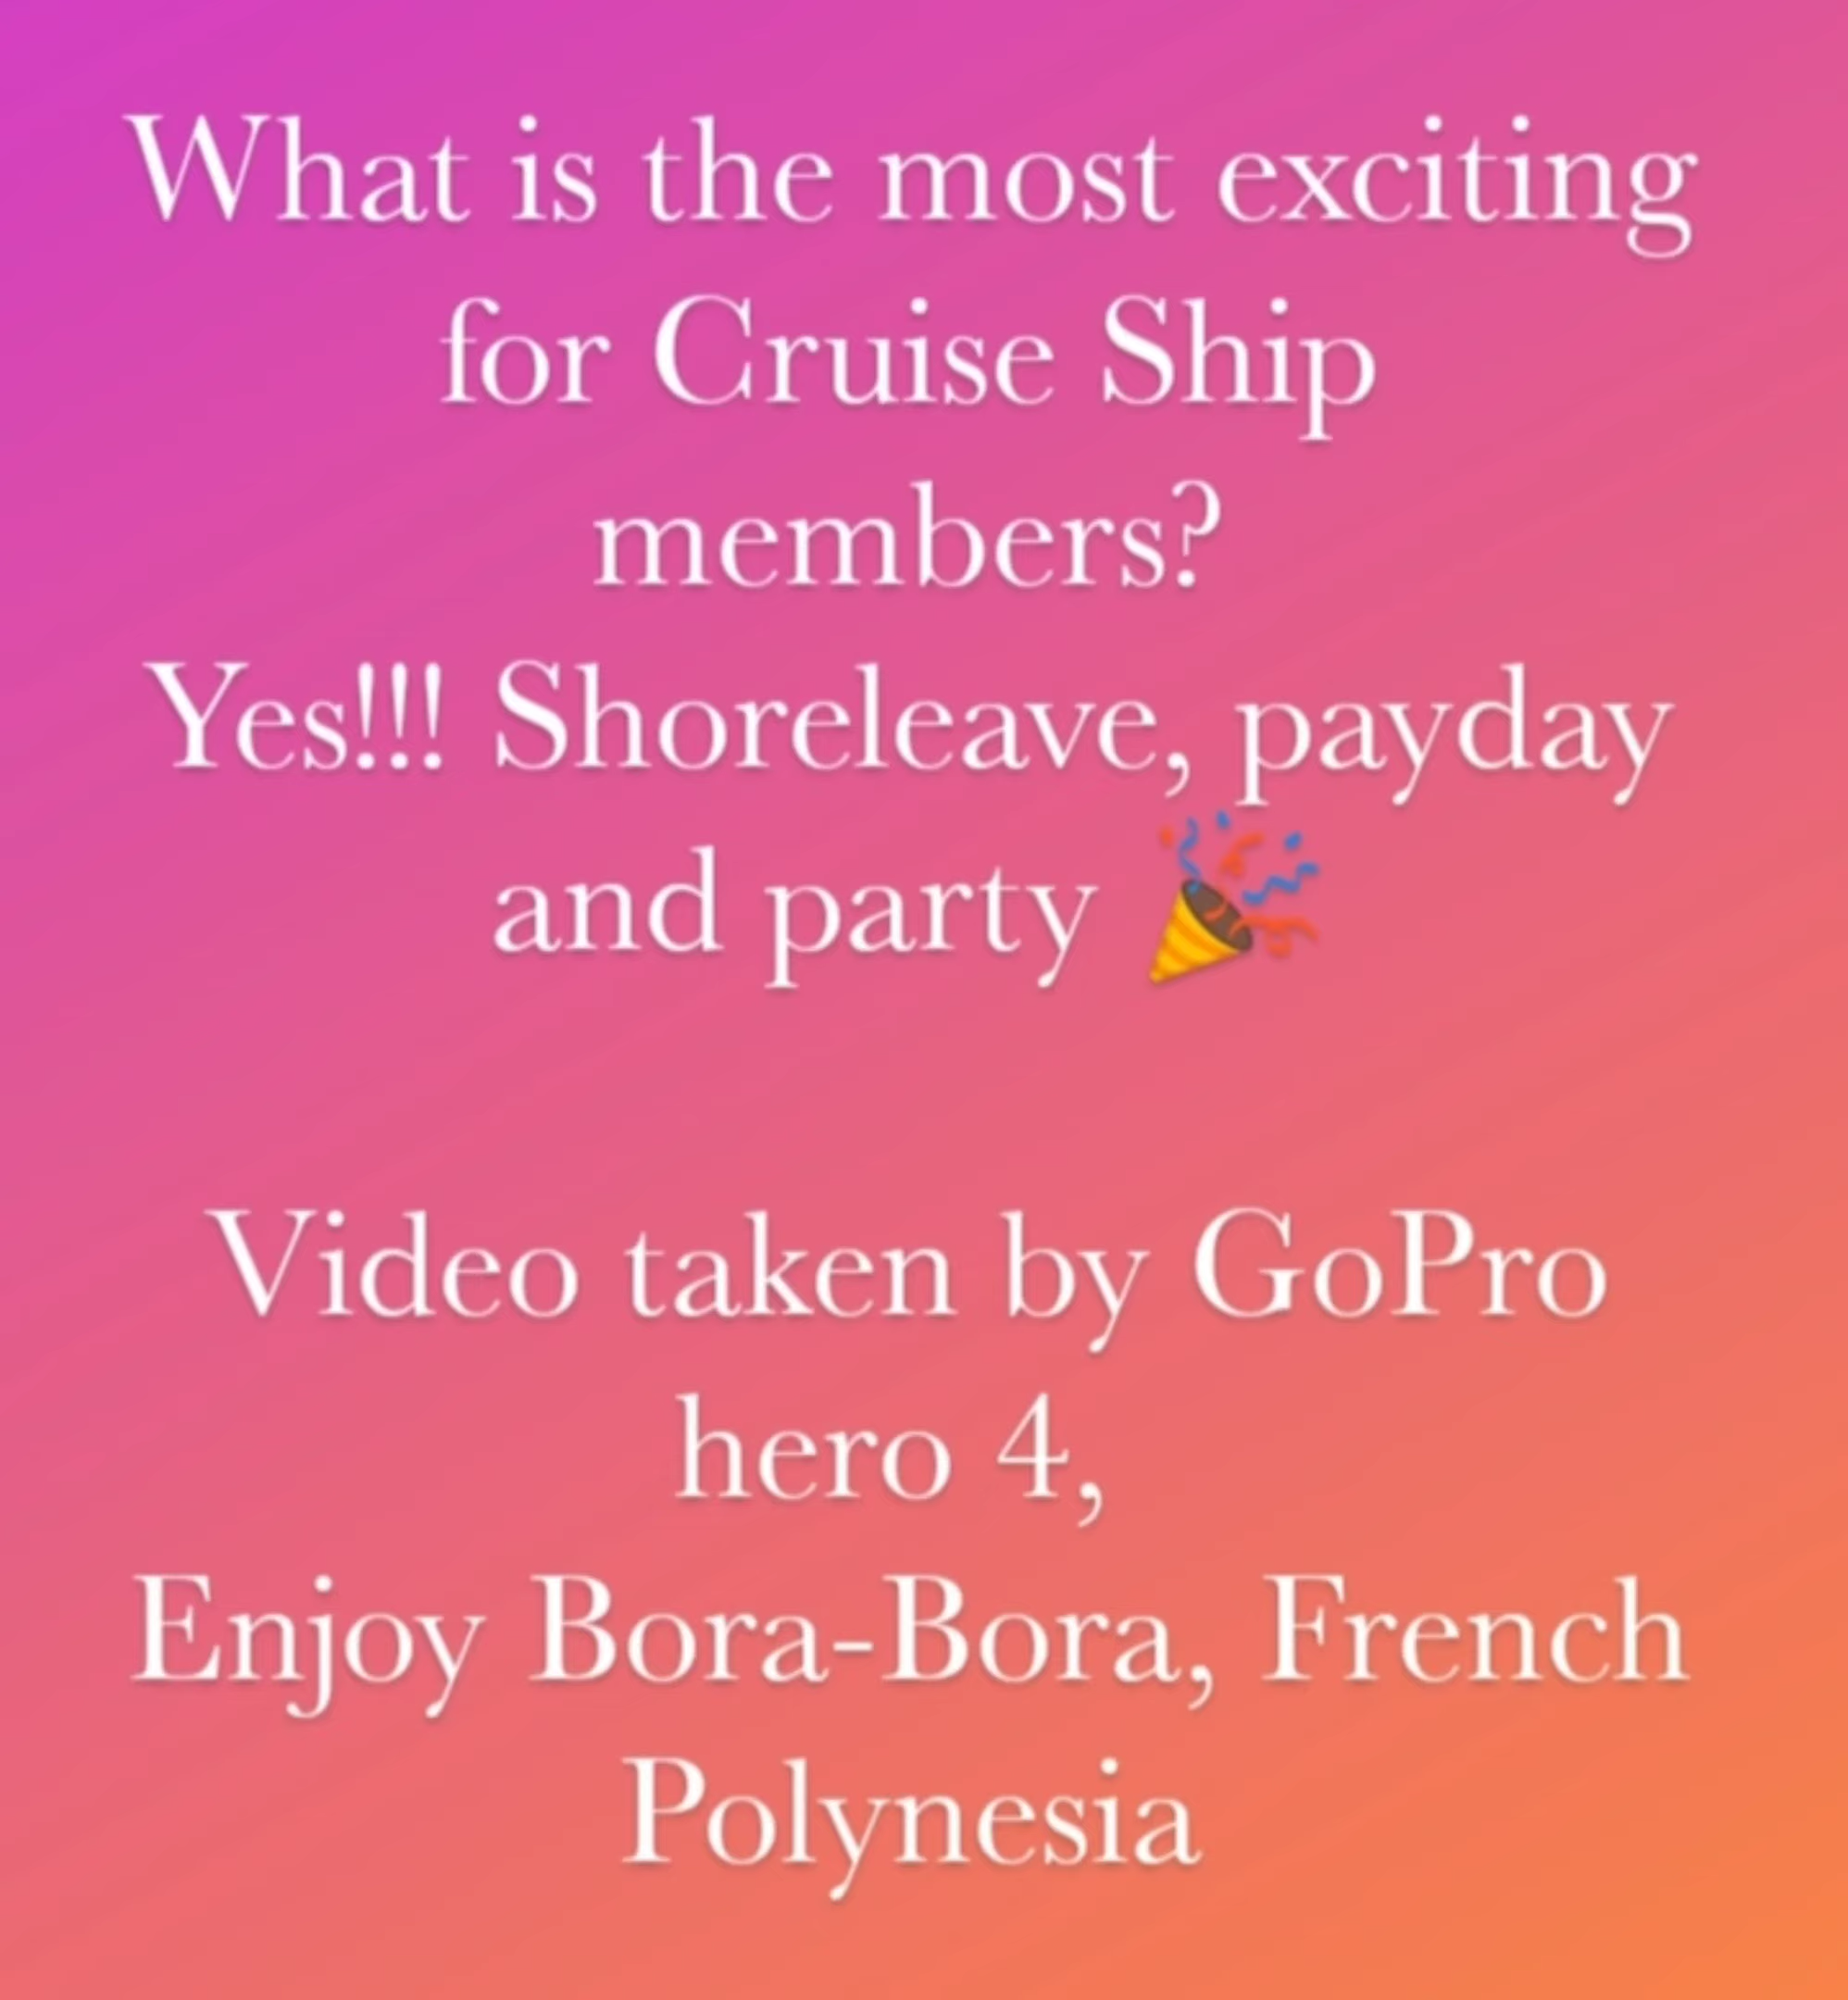 What is the most exciting
for Cruise Ship
members?
Yes!!! Shoreleave, payday
and party 🎉
Video taken by GoPro
hero 4,
Enjoy Bora-Bora, French
Polynesia